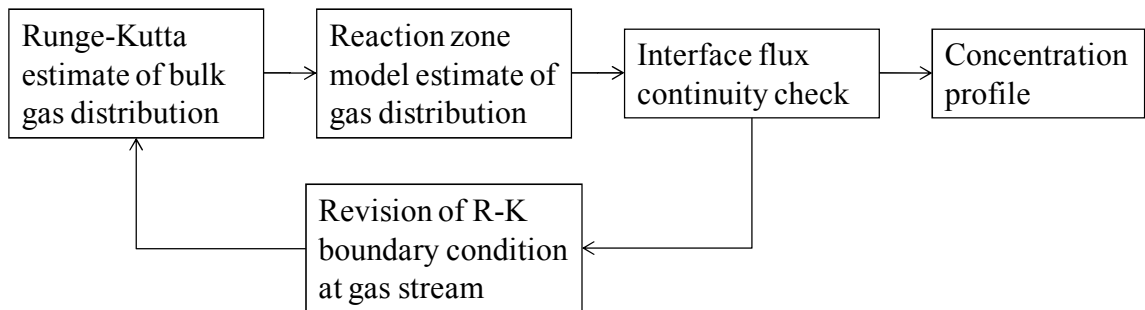 Runge-Kutta
estimate of bulk
gas distribution
Reaction zone
model estimate of
gas distribution
Interface flux
continuity check
Concentration
profile
Revision of R-K
boundary condition
at gas stream